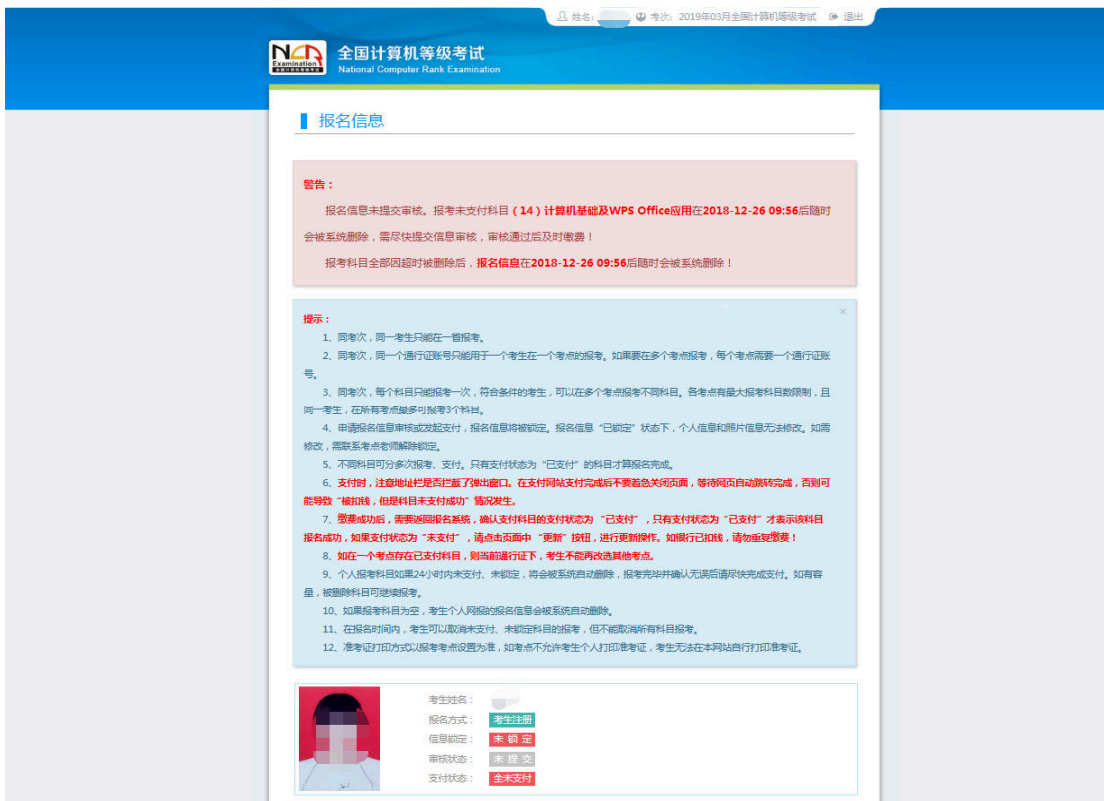 姓名：
考次：2019年03月全国计算机等级考试
退出
NCR
Examination
全国计算机等级考试
全国计算机等级考试
National Computer Rank Examination
报名信息
警告：
报名信息未提交审核。报考未支付科目（14）计算机基础及WPS Office应用在2018-12-26 09:56后随时
会被系统删除，需尽快提交信息审核，审核通过后及时缴费！
报考科目全部因超时被删除后，报名信息在2018-12-26 09:56后随时会被系统删除！
×
提示：
1、同考次，同一考生只能在一省报考。
2、同考次，同一个通行证账号只能用于一个考生在一个考点的报考。如果要在多个考点报考，每个考点需要一个通行证账
号。
3、同考次，每个科目只能报考一次，符合条件的考生，可以在多个考点报考不同科目。各考点有最大报考科目数限制，且
同一考生，在所有考点最多可报考3个科目。
4、申请报名信息审核或发起支付，报名信息将被锁定。报名信息“已锁定”状态下，个人信息和照片信息无法修改。如需
修改，需联系考点老师解除锁定。
5、不同科目可分多次报考、支付。只有支付状态为“已支付”的科目才算报名完成。
6、支付时，注意地址栏是否拦截了弹出窗口。在支付网站支付完成后不要着急关闭页面，等待网页自动跳转完成，否则可
能导致“被扣钱，但是科目未支付成功”情况发生。
7、缴费成功后，需要返回报名系统，确认支付科目的支付状态为 “已支付”，只有支付状态为“已支付”才表示该科目
报名成功，如果支付状态为“未支付”，请点击页面中 “更新”按钮，进行更新操作。如银行已扣钱，请勿重复缴费！
8、如在一个考点存在已支付科目，则当前通行证下，考生不能再改选其他考点。
9、个人报考科目如果24小时内未支付、未锁定，将会被系统自动删除，报考完毕并确认无误后请尽快完成支付。如有容
量，被删除科目可继续报考。
10、如果报考科目为空，考生个人网报的报名信息会被系统自动删除。
11、在报名时间内，考生可以取消未支付、未锁定科目的报考，但不能取消所有科目报考。
12、准考证打印方式以报考考点设置为准，如考点不允许考生个人打印准考证，考生无法在本网站自行打印准考证。
考生姓名：
报名方式： 考生注册
信息锁定： 未 锁 定
审核状态： 未 提 交
支付状态： 全未支付